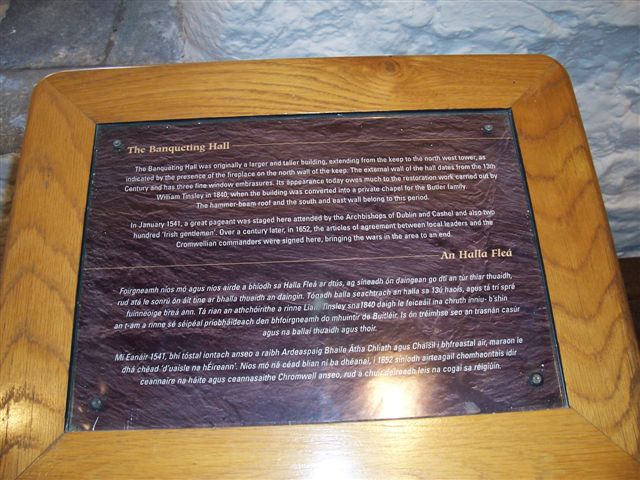 The Banqueting Hall
The Banqueting Hall was originally a larger and taller building, extending from the keep to the north west tower, as
indicated by the presence of the fireplace on the north wall of the keep. The external wall of the hall dates from the 13th
Century and has three fine window embrasures. Its appearance today owes much to the restoration work carried out by
William Tinsley in 1840, when the building was converted into a private chapel for the Butler family.
The hammer-beam roof and the south and east wall belong to this period.
In January 1541, a great pageant was staged here attended by the Archbishops of Dublin and Cashel and also two
hundred 'Irish gentlemen'. Over a century later, in 1652, the articles of agreement between local leaders and the
Cromwellian commanders were signed here, bringing the wars in the area to an end.
An Halla Fleá
Foirgneamh níos mó agus níos airde a bhíodh sa Halla Fleá ar dtús, ag síneadh ón daingean go dtí an túr thiar thuaidh,
rud atá le sonrú ón áit tine ar bhalla thuaidh an daingin. Tógadh balla seachtrach an halla sa 13ú haois, agus tá trí spré
fuinneoige breá ann. Tá rian an athchóirithe a rinne Liam Tinsley sna 1840 daigh le feiceáil ina chruth inniu- b'shin
an t-am a rinne sé séipéal príobháideach den bhfoirgneamh do mhuintir de Buitléir. Is ón tréimhse seo an trasnán casúr
agus na ballaí thuaidh agus thoir.
Mí Eanáir 1541, bhí tóstal iontach anseo a raibh Ardeaspaig Bhaile Átha Chliath agus Chaisil i bhfreastal air, maraon le
dhá chéad 'd'uaisle na hÉireann'. Níos mó ná céad blian ní ba dhéanaí, i 1652 síníodh airteagail chomhaontais idir
ceannaire na háite agus ceannasaithe Chromwell anseo, rud a chuir deireadh leis na cogaí sa réigiún.